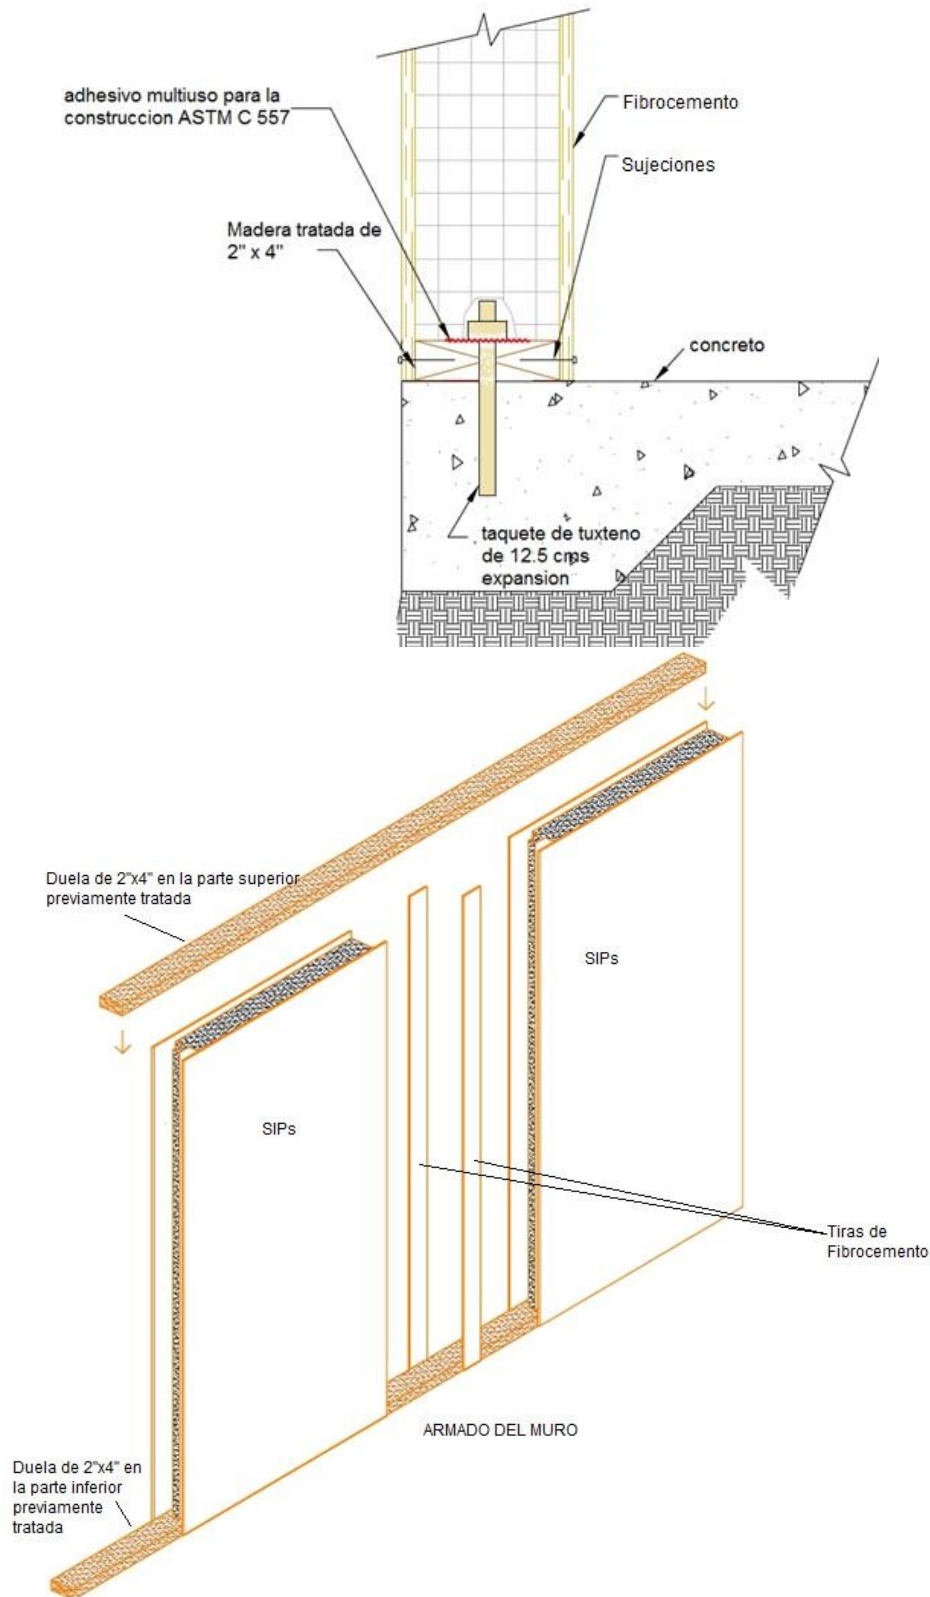 adhesivo multiuso para la
construccion ASTM C 557
Fibrocemento
Sujeciones
Madera tratada de
2" x 4"
concreto
taquete de tuxteno
de 12.5 cms
expansion
Duela de 2"x4" en la parte superior
previamente tratada
SIPs
SIPs
Tiras de
Fibrocemento
ARMADO DEL MURO
Duela de 2"x4" en
la parte inferior
previamente
tratada